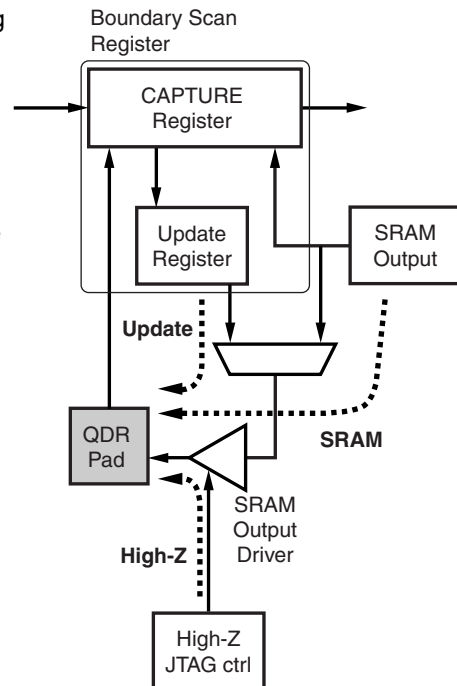 g
Boundary Scan
Register
CAPTURE
Register
Update
Register
SRAM
Output
Update
SRAM
QDR
Pad
SRAM
Output
Driver
High-Z
High-Z
JTAG ctrl